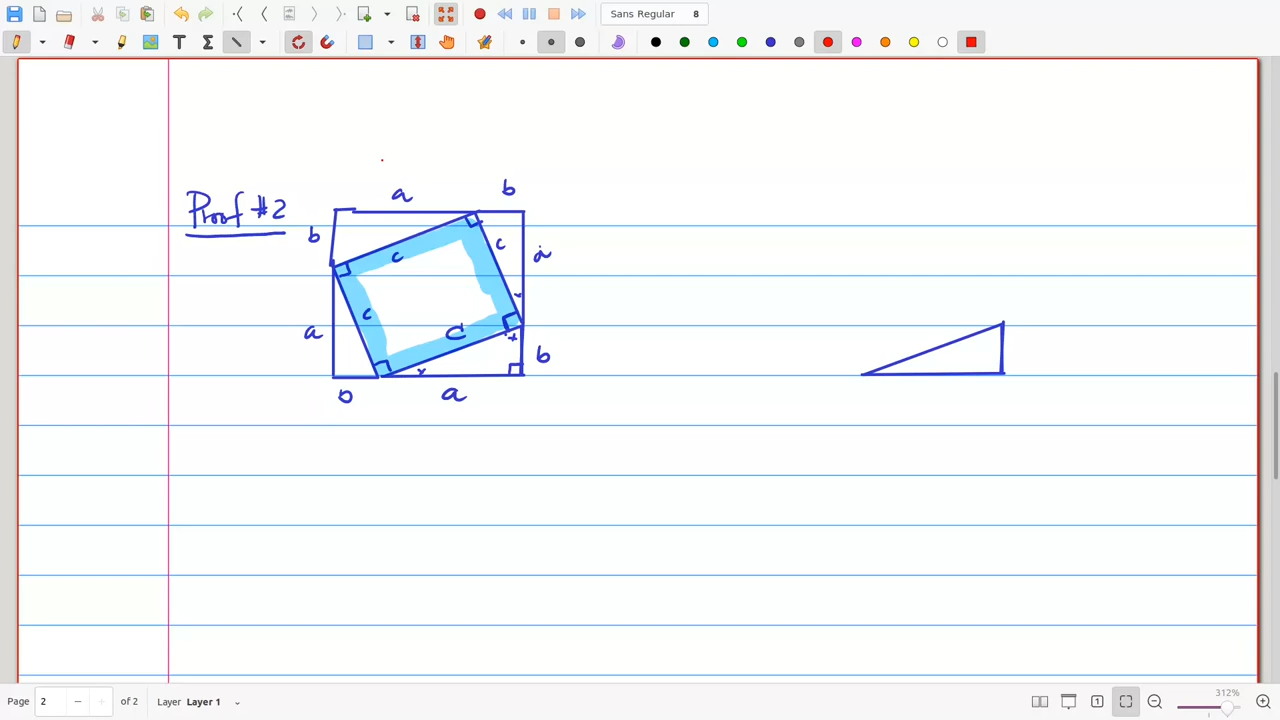 Sans Regular 8
Proof #2
a b
b
c c a
c
a C
x
b
x
b a
Page 2 of 2 Layer Layer 1 312%